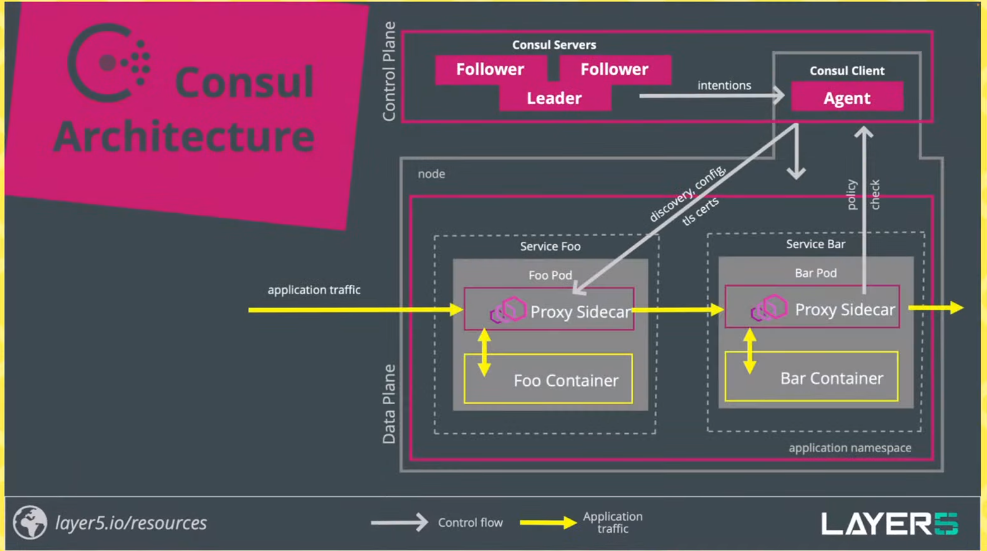 Consul
Architecture
Control Plane
Consul Servers
Follower
Follower
Leader
intentions
Consul Client
Agent
node
discovery, config,
tls certs
policy
check
Service Foo
Service Bar
Foo Pod
Bar Pod
application traffic
Proxy Sidecar
Proxy Sidecar
Foo Container
Bar Container
Data Plane
application namespace
layer5.io/resources
Control flow
Application
traffic
LAYER5